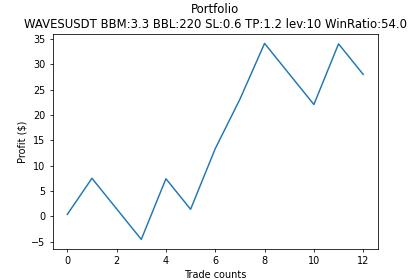 Portfolio
WAVESUSDT BBM:3.3 BBL:220 SL:0.6 TP:1.2 lev:10 WinRatio:54.0
35
30
25
20
15
10
5
0
−5
Profit ($)
0 2 4 6 8 10 12
Trade counts